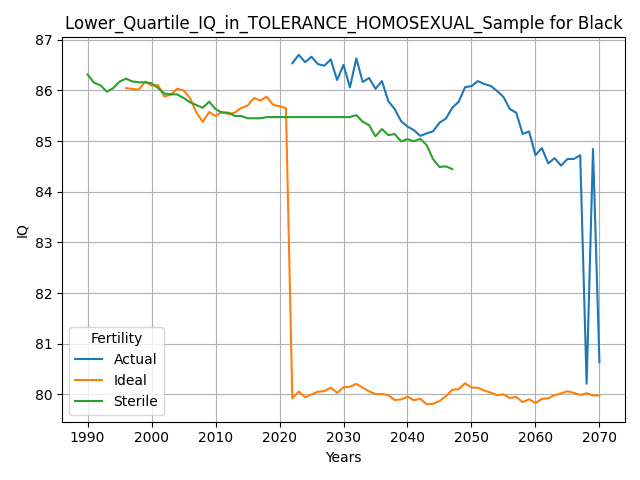 Lower_Quartile_IQ_in_TOLERANCE_HOMOSEXUAL_Sample for Black
87
86
85
84
83
82
81
80
IQ
Fertility
Actual
Ideal
Sterile
1990 2000 2010 2020 2030 2040 2050 2060 2070
Years